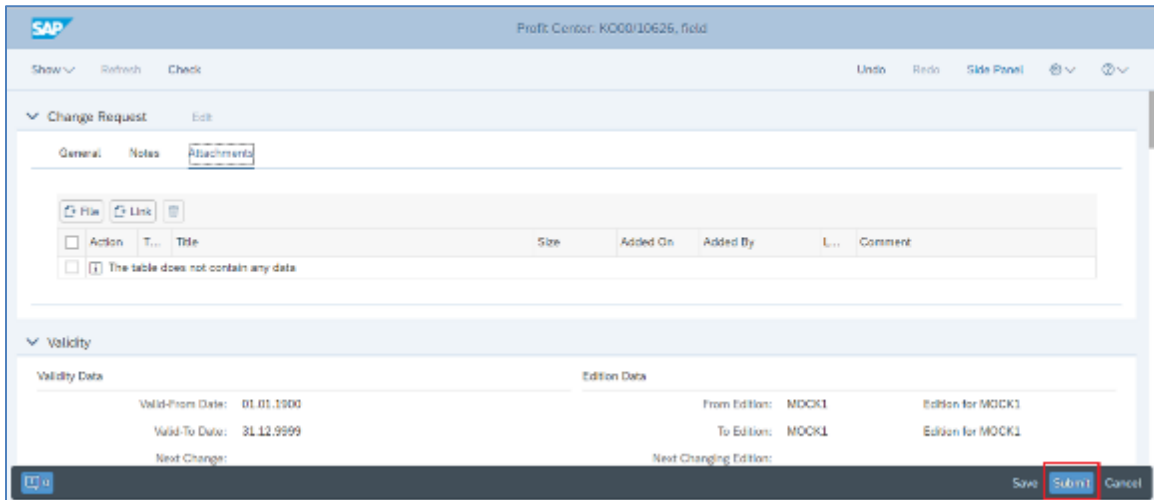 SAP
Profit Center: KO00/10626, field
Show Refresh Check Undo Redo Side Panel
Change Request Edit
General Notes Attachments
File Link
Action T... Title Size Added On Added By L... Comment
The table does not contain any data
Validity
Validity Data Edition Data
Valid-From Date: 01.01.1900 From Edition: MOCK1 Edition for MOCK1
Valid-To Date: 31.12.9999 To Edition: MOCK1 Edition for MOCK1
Next Change: Next Changing Edition:
Save Submit Cancel